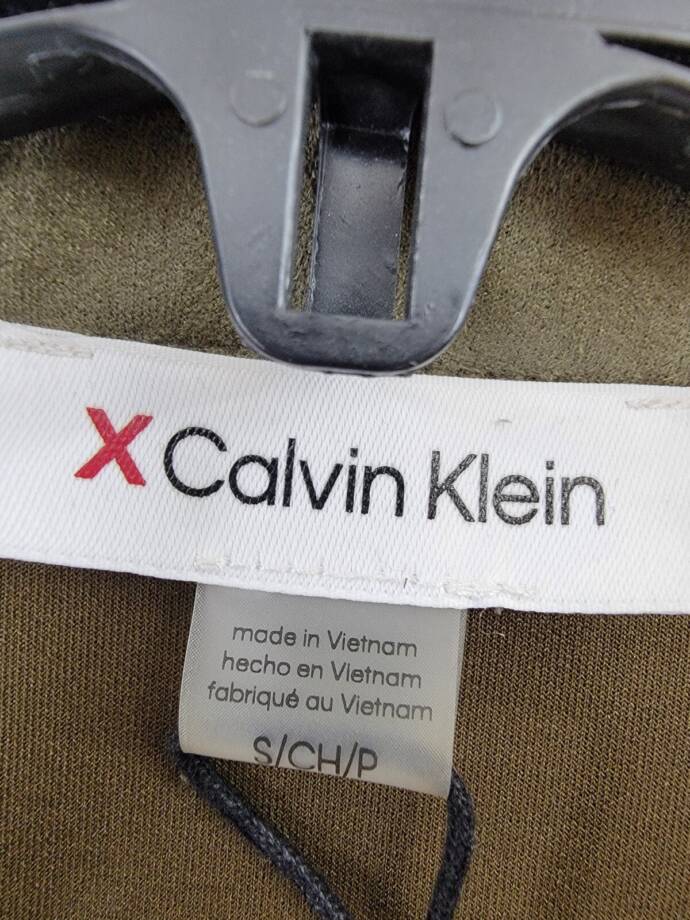 X Calvin Klein
made in Vietnam
hecho en Vietnam
fabriqué au Vietnam
S/CH/P